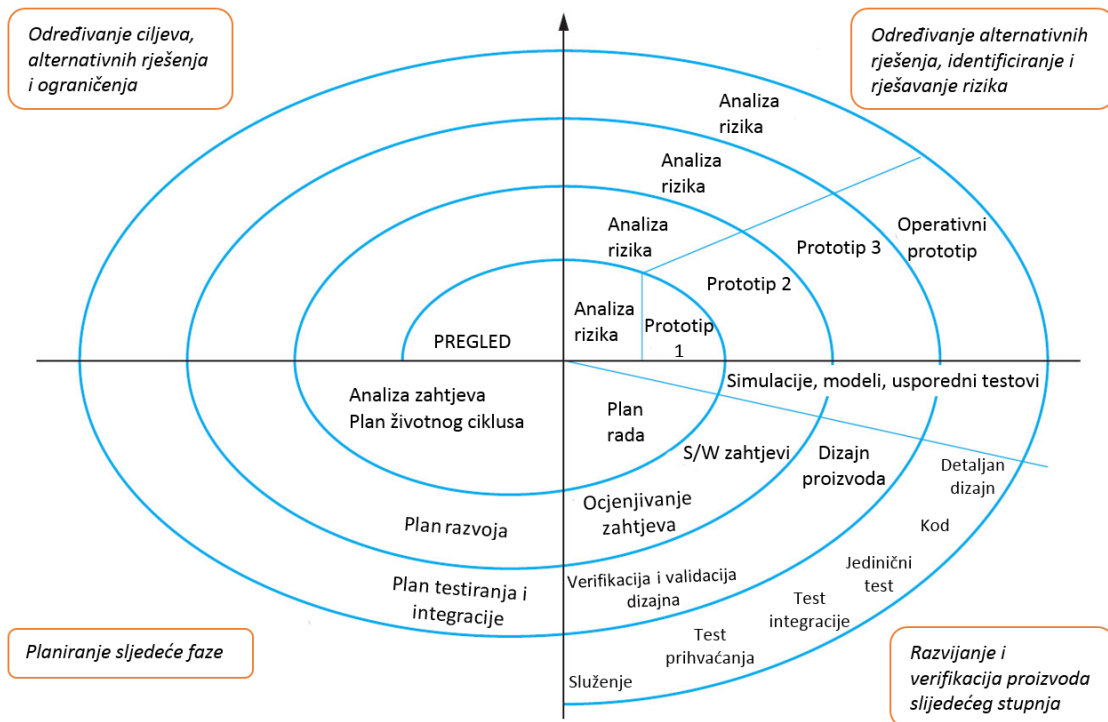 Određivanje ciljeva,
alternativnih rješenja
i ograničenja
Određivanje alternativnih
rješenja, identificiranje i
rješavanje rizika
Analiza
rizika
Analiza
rizika
Analiza
rizika
Analiza
rizika
Prototip
1
Prototip 2
Prototip 3
Operativni
prototip
PREGLED
Simulacije, modeli, usporedni testovi
Analiza zahtjeva
Plan životnog ciklusa
Plan
rada
S/W zahtjevi
Dizajn
proizvoda
Detaljan
dizajn
Plan razvoja
Ocjenjivanje
zahtjeva
Kod
Jedinični
test
Plan testiranja i
integracije
Verifikacija i validacija
dizajna
Test
integracije
Test
prihvaćanja
Služenje
Planiranje sljedeće faze
Razvijanje i
verifikacija proizvoda
slijedećeg stupnja